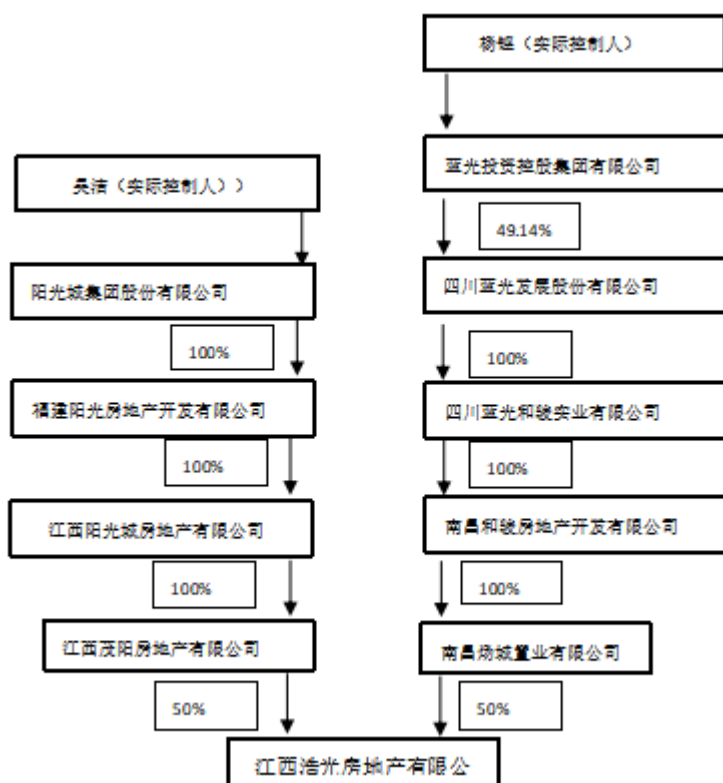 杨铿（实际控制人）
蓝光投资控股集团有限公司
吴洁（实际控制人））
49.14%
阳光城集团股份有限公司
四川蓝光发展股份有限公司
100%
100%
福建阳光房地产开发有限公司
四川蓝光和骏实业有限公司
100%
100%
江西阳光城房地产有限公司
南昌和骏房地产开发有限公司
100%
100%
江西茂阳房地产有限公司
南昌炀城置业有限公司
50%
50%
江西浩光房地产有限公